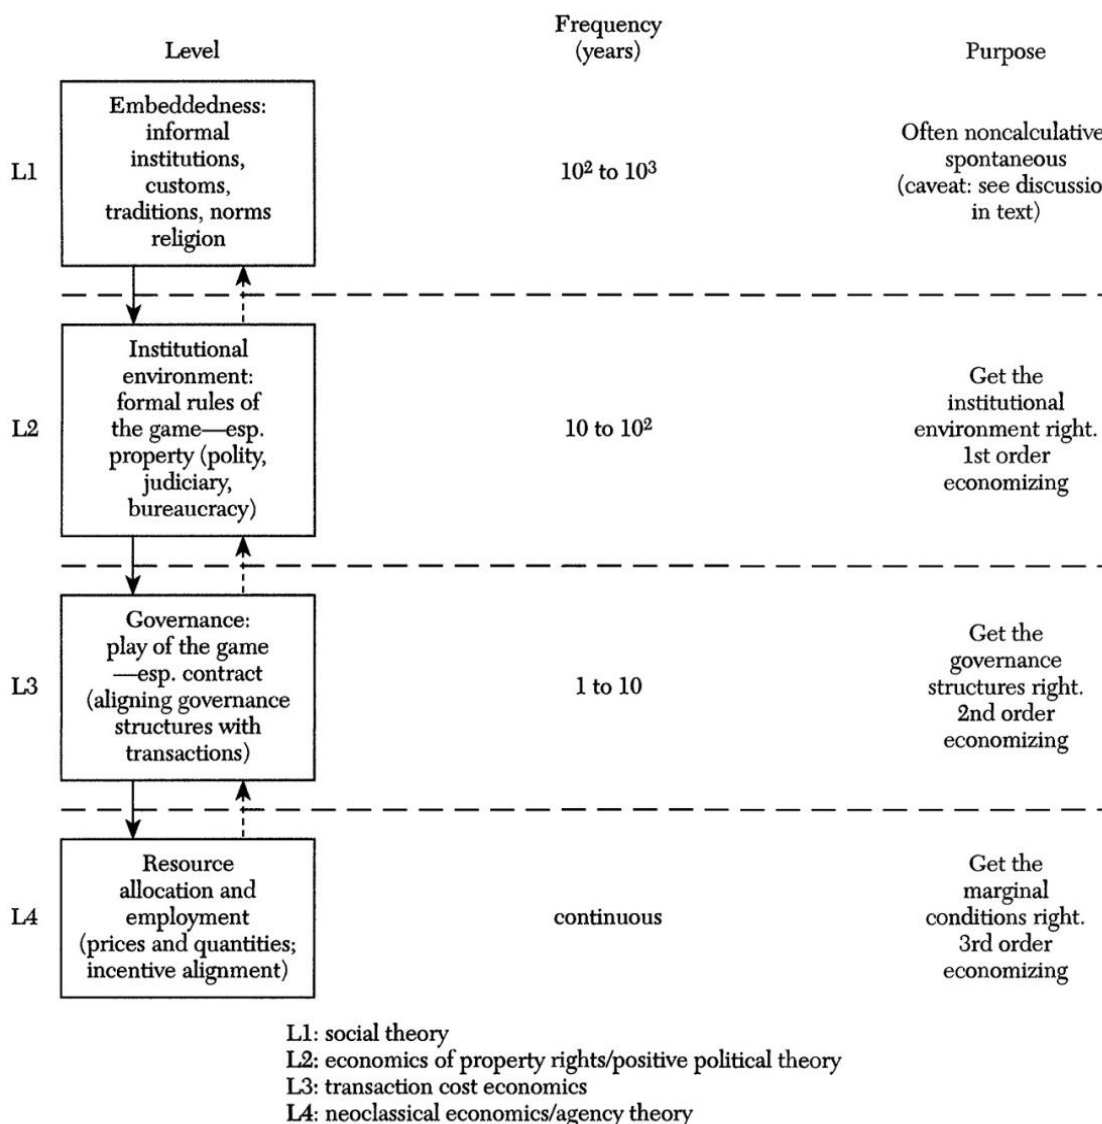 Level
Frequency
(years)
Purpose
L1
Embeddedness:
informal
institutions,
customs,
traditions, norms
religion
10² to 10³
Often noncalculative
spontaneous
(caveat: see discussio
in text)
L2
Institutional
environment:
formal rules of
the game—esp.
property (polity,
judiciary,
bureaucracy)
10 to 10²
Get the
institutional
environment right.
1st order
economizing
L3
Governance:
play of the game
—esp. contract
(aligning governance
structures with
transactions)
1 to 10
Get the
governance
structures right.
2nd order
economizing
L4
Resource
allocation and
employment
(prices and quantities;
incentive alignment)
continuous
Get the
marginal
conditions right.
3rd order
economizing
L1: social theory
L2: economics of property rights/positive political theory
L3: transaction cost economics
L4: neoclassical economics/agency theory